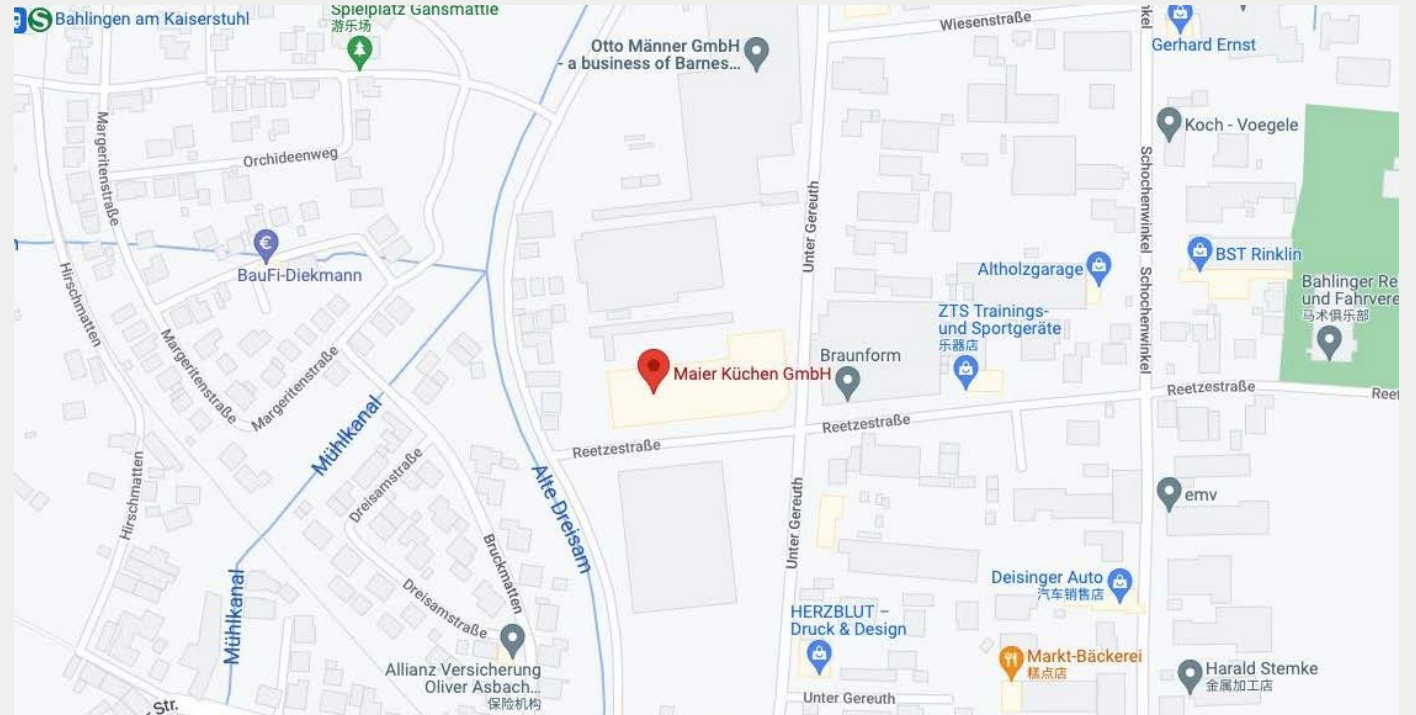 S Bahlingen am Kaiserstuhl
Spielplatz Gänsmättle
游乐场
Otto Männer GmbH
- a business of Barnes...
Wiesenstraße
Gerhard Ernst
Margeritenstraße
Orchideenweg
Koch - Voegele
Schochenwinkel
Unter Gereuth
€
BauFi-Diekmann
Hirschmatten
Altholzgarage
BST Rinklin
Bahlinger Re
und Fahrvere
马术俱乐部
Schochenwinkel
ZTS Trainings-
und Sportgeräte
乐器店
Margeritenstraße
Margeritenstraße
Maier Küchen GmbH
Braunform
Reetzestraße
Reet
Mühlkanal
Reetzestraße
Reetzestraße
Hirschmatten
Dreisamstraße
Alte Dreisam
Unter Gereuth
emv
Bruckmatten
Mühlkanal
Dreisamstraße
Deisinger Auto
汽车销售店
HERZBLUT –
Druck & Design
Allianz Versicherung
Oliver Asbach...
保险机构
Markt-Bäckerei
糕点店
Harald Stemke
金属加工店
Unter Gereuth
Str.